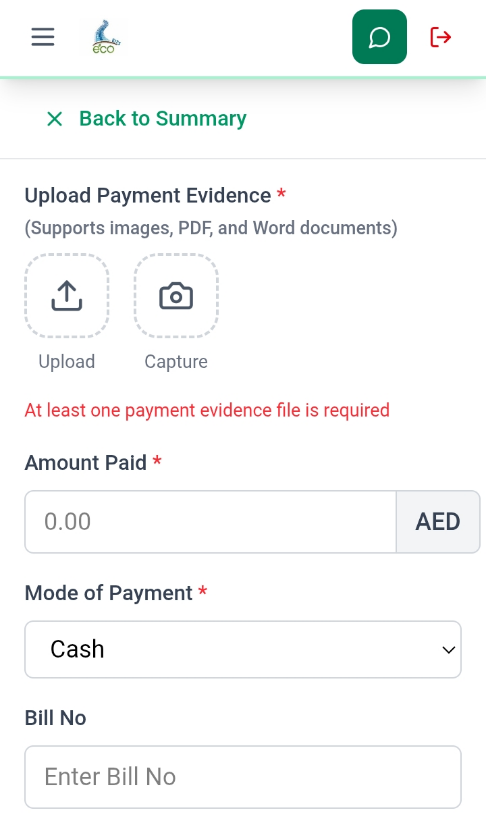 eco
Back to Summary
Upload Payment Evidence *
(Supports images, PDF, and Word documents)
Upload
Capture
At least one payment evidence file is required
Amount Paid *
0.00
AED
Mode of Payment *
Cash
Bill No
Enter Bill No